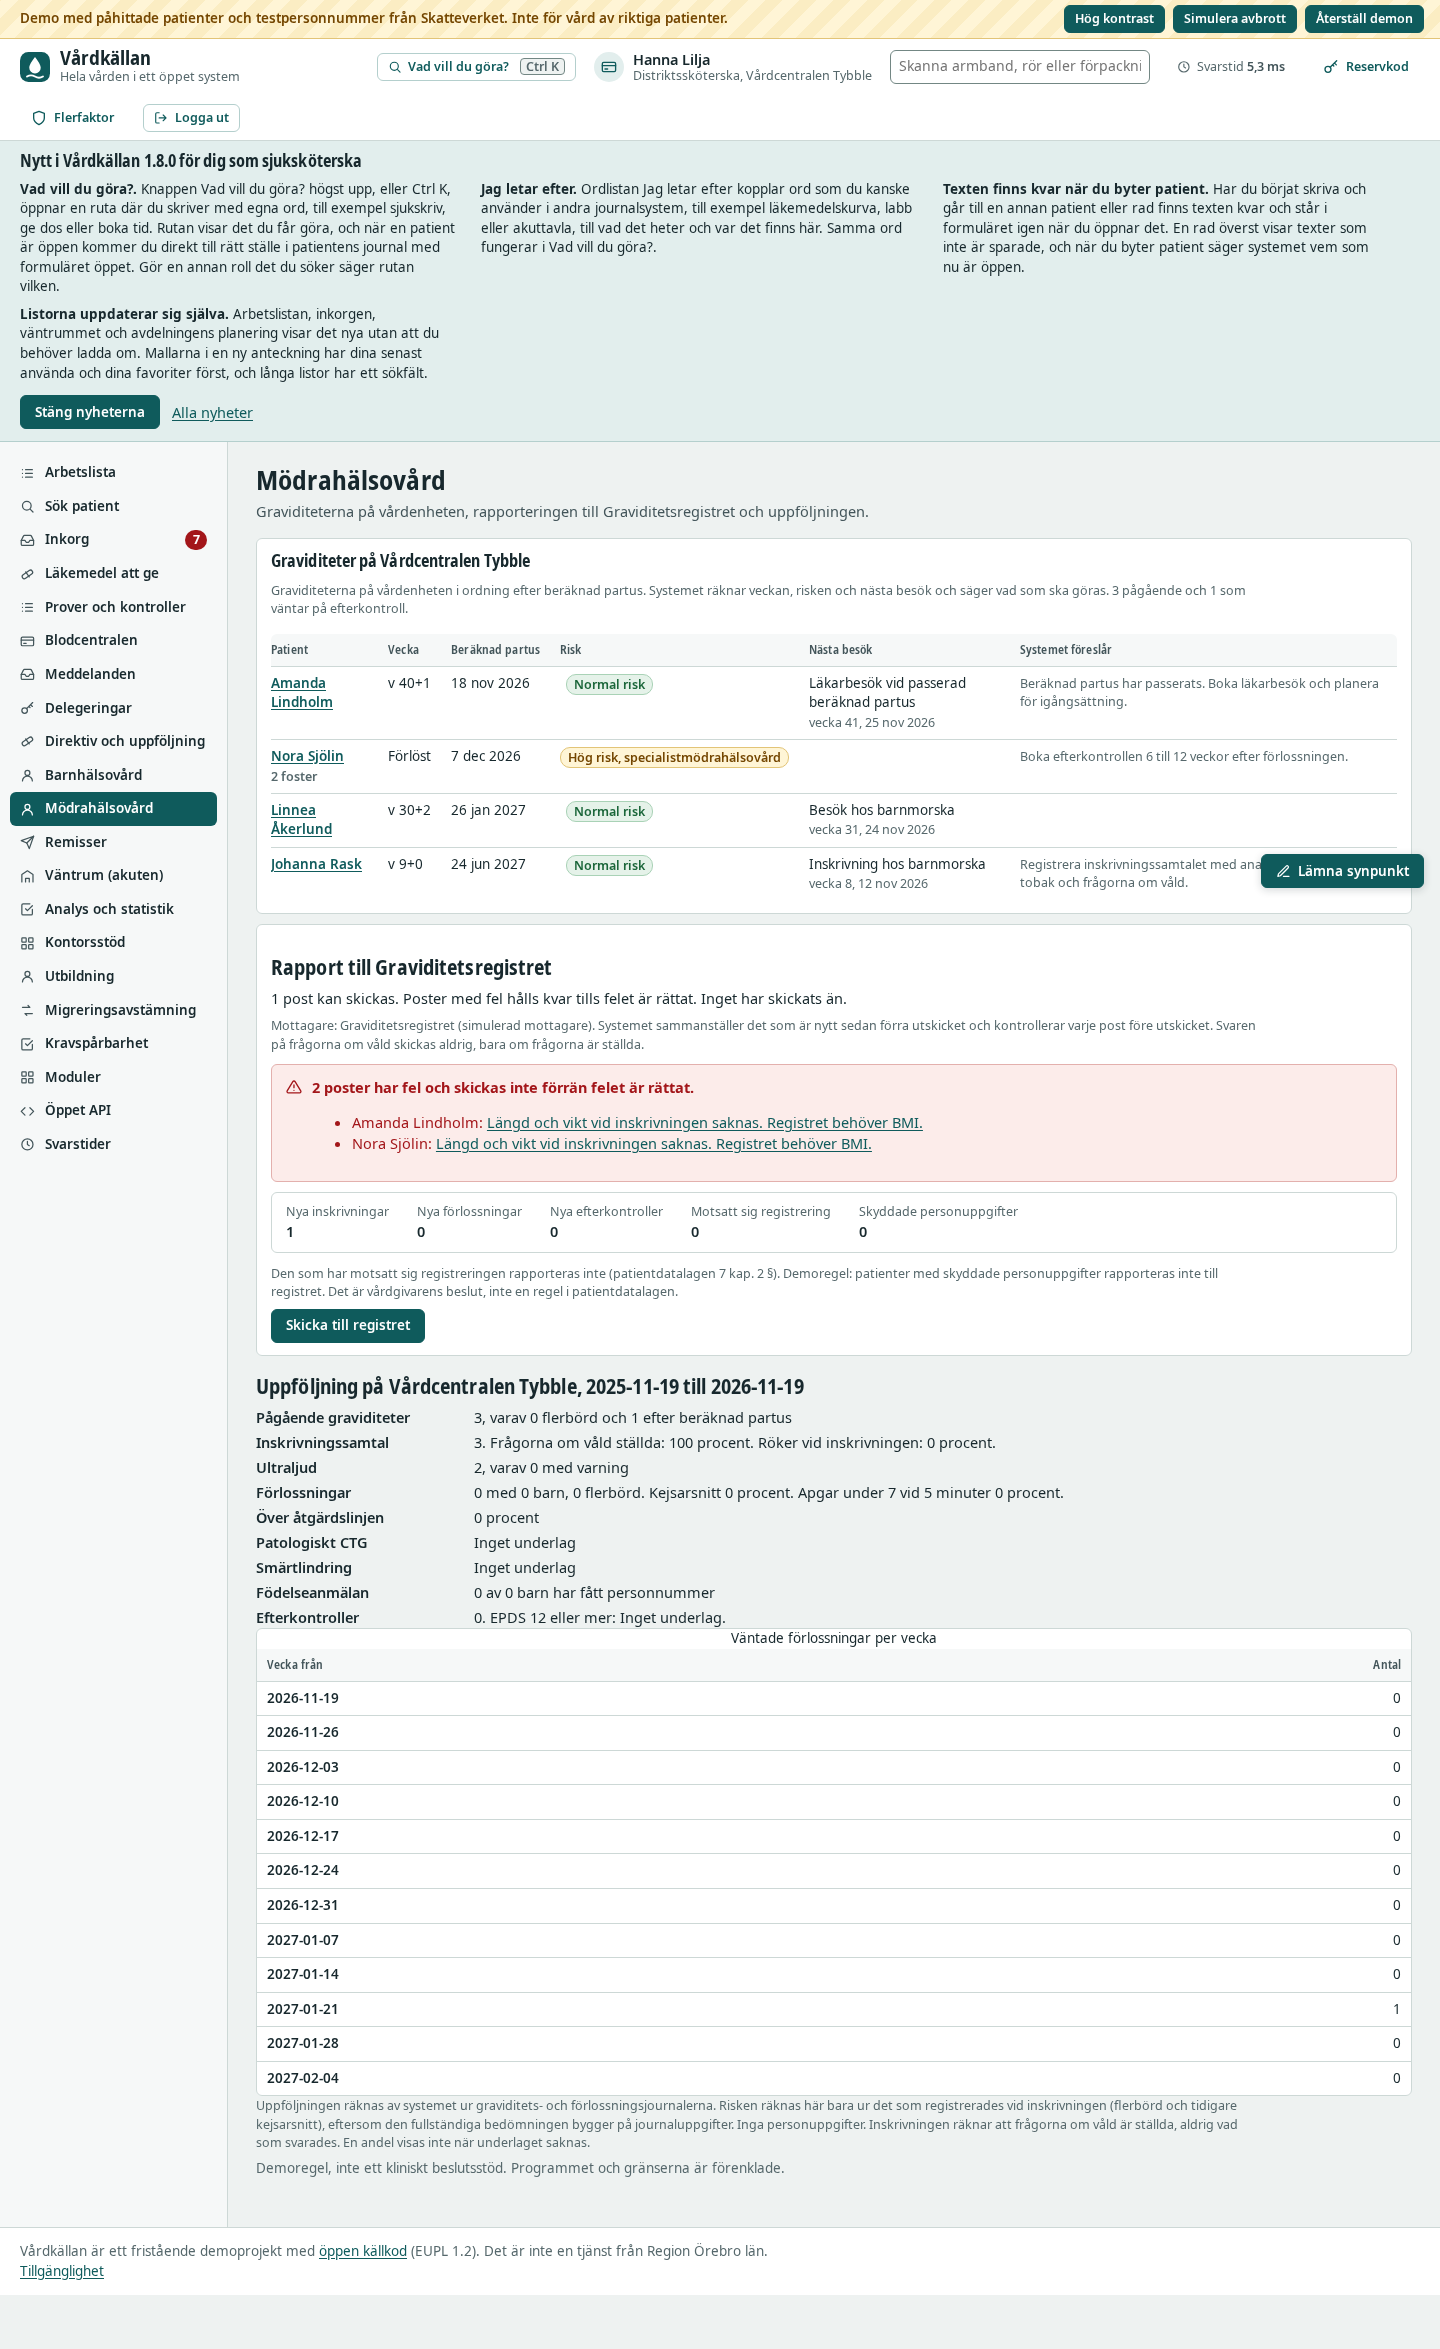 Demo med påhittade patienter och testpersonnummer från Skatteverket. Inte för vård av riktiga patienter.
Hög kontrast
Simulera avbrott
Återställ demon
Vårdkällan
Hela vården i ett öppet system
Vad vill du göra? Ctrl K
Hanna Lilja
Distriktssköterska, Vårdcentralen Tybble
Skanna armband, rör eller förpackni
Svarstid 5,3 ms
Reservkod
Flerfaktor
Logga ut
Nytt i Vårdkällan 1.8.0 för dig som sjuksköterska
Vad vill du göra?. Knappen Vad vill du göra? högst upp, eller Ctrl K,
öppnar en ruta där du skriver med egna ord, till exempel sjukskriv,
ge dos eller boka tid. Rutan visar det du får göra, och när en patient
är öppen kommer du direkt till rätt ställe i patientens journal med
formuläret öppet. Gör en annan roll det du söker säger rutan
vilken.
Jag letar efter. Ordlistan Jag letar efter kopplar ord som du kanske
använder i andra journalsystem, till exempel läkemedelskurva, labb
eller akuttavla, till vad det heter och var det finns här. Samma ord
fungerar i Vad vill du göra?.
Texten finns kvar när du byter patient. Har du börjat skriva och
går till en annan patient eller rad finns texten kvar och står i
formuläret igen när du öppnar det. En rad överst visar texter som
inte är sparade, och när du byter patient säger systemet vem som
nu är öppen.
Listorna uppdaterar sig själva. Arbetslistan, inkorgen,
väntrummet och avdelningens planering visar det nya utan att du
behöver ladda om. Mallarna i en ny anteckning har dina senast
använda och dina favoriter först, och långa listor har ett sökfält.
Stäng nyheterna
Alla nyheter
Arbetslista
Sök patient
Inkorg 7
Läkemedel att ge
Prover och kontroller
Blodcentralen
Meddelanden
Delegeringar
Direktiv och uppföljning
Barnhälsovård
Mödrahälsovård
Remisser
Väntrum (akuten)
Analys och statistik
Kontorsstöd
Utbildning
Migreringsavstämning
Kravspårbarhet
Moduler
Öppet API
Svarstider
Mödrahälsovård
Graviditeterna på vårdenheten, rapporteringen till Graviditetsregistret och uppföljningen.
Graviditeter på Vårdcentralen Tybble
Graviditeterna på vårdenheten i ordning efter beräknad partus. Systemet räknar veckan, risken och nästa besök och säger vad som ska göras. 3 pågående och 1 som
väntar på efterkontroll.
Patient Vecka Beräknad partus Risk Nästa besök Systemet föreslår
Amanda Lindholm v 40+1 18 nov 2026 Normal risk Läkarbesök vid passerad beräknad partus
vecka 41, 25 nov 2026
Beräknad partus har passerats. Boka läkarbesök och planera
för igångsättning.
Nora Sjölin Förlöst 7 dec 2026 Hög risk, specialistmödrahälsovård Boka efterkontrollen 6 till 12 veckor efter förlossningen.
2 foster
Linnea Åkerlund v 30+2 26 jan 2027 Normal risk Besök hos barnmorska
vecka 31, 24 nov 2026
Johanna Rask v 9+0 24 jun 2027 Normal risk Inskrivning hos barnmorska
vecka 8, 12 nov 2026
Registrera inskrivningssamtalet med
tobak och frågorna om våld.
Lämna synpunkt
Rapport till Graviditetsregistret
1 post kan skickas. Poster med fel hålls kvar tills felet är rättat. Inget har skickats än.
Mottagare: Graviditetsregistret (simulerad mottagare). Systemet sammanställer det som är nytt sedan förra utskicket och kontrollerar varje post före utskicket. Svaren
på frågorna om våld skickas aldrig, bara om frågorna är ställda.
2 poster har fel och skickas inte förrän felet är rättat.
• Amanda Lindholm: Längd och vikt vid inskrivningen saknas. Registret behöver BMI.
• Nora Sjölin: Längd och vikt vid inskrivningen saknas. Registret behöver BMI.
Nya inskrivningar Nya förlossningar Nya efterkontroller Motsatt sig registrering Skyddade personuppgifter
1 0 0 0 0
Den som har motsatt sig registreringen rapporteras inte (patientdatalagen 7 kap. 2 §). Demoregel: patienter med skyddade personuppgifter rapporteras inte till
registret. Det är vårdgivarens beslut, inte en regel i patientdatalagen.
Skicka till registret
Uppföljning på Vårdcentralen Tybble, 2025-11-19 till 2026-11-19
Pågående graviditeter 3, varav 0 flerbörd och 1 efter beräknad partus
Inskrivningssamtal 3. Frågorna om våld ställda: 100 procent. Röker vid inskrivningen: 0 procent.
Ultraljud 2, varav 0 med varning
Förlossningar 0 med 0 barn, 0 flerbörd. Kejsarsnitt 0 procent. Apgar under 7 vid 5 minuter 0 procent.
Över åtgärdslinjen 0 procent
Patologiskt CTG Inget underlag
Smärtlindring Inget underlag
Födelseanmälan 0 av 0 barn har fått personnummer
Efterkontroller 0. EPDS 12 eller mer: Inget underlag.
Väntade förlossningar per vecka
Vecka från Antal
2026-11-19 0
2026-11-26 0
2026-12-03 0
2026-12-10 0
2026-12-17 0
2026-12-24 0
2026-12-31 0
2027-01-07 0
2027-01-14 0
2027-01-21 1
2027-01-28 0
2027-02-04 0
Uppföljningen räknas av systemet ur graviditets- och förlossningsjournalerna. Risken räknas här bara ur det som registrerades vid inskrivningen (flerbörd och tidigare
kejsarsnitt), eftersom den fullständiga bedömningen bygger på journaluppgifter. Inga personuppgifter. Inskrivningen räknar att frågorna om våld är ställda, aldrig vad
som svarades. En andel visas inte när underlaget saknas.
Demoregel, inte ett kliniskt beslutsstöd. Programmet och gränserna är förenklade.
Vårdkällan är ett fristående demoprojekt med öppen källkod (EUPL 1.2). Det är inte en tjänst från Region Örebro län.
Tillgänglighet